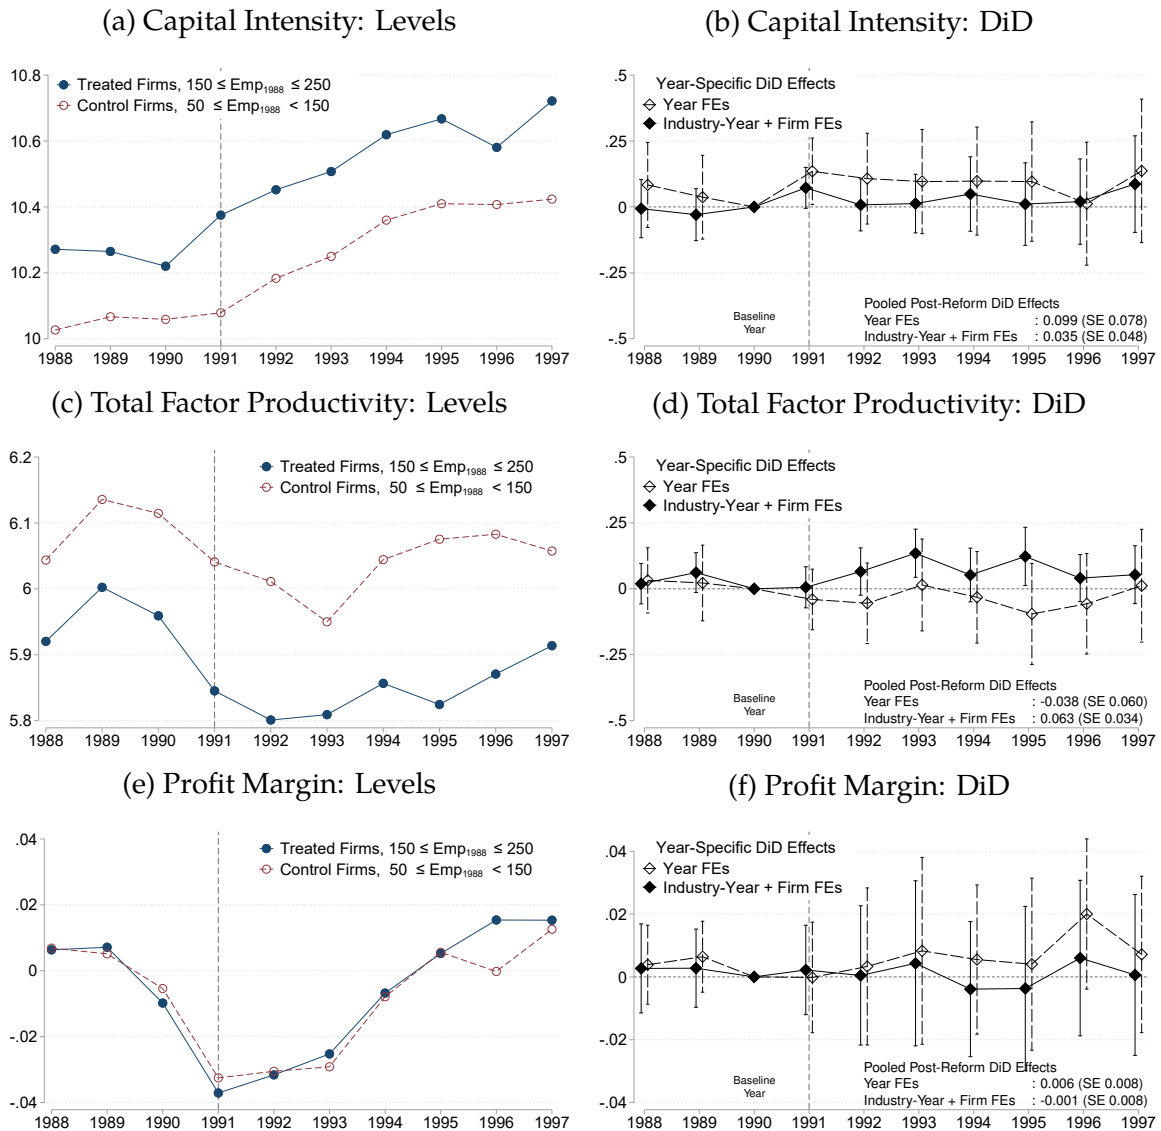 (a) Capital Intensity: Levels
10.8
10.6
10.4
10.2
10
Treated Firms, 150 ≤ Emp1988 ≤ 250
Control Firms, 50 ≤ Emp1988 < 150
1988 1989 1990 1991 1992 1993 1994 1995 1996 1997
(b) Capital Intensity: DiD
.5
.25
0
-.25
-.5
Year-Specific DiD Effects
Year FEs
Industry-Year + Firm FEs
Baseline
Year
Pooled Post-Reform DiD Effects
Year FEs : 0.099 (SE 0.078)
Industry-Year + Firm FEs : 0.035 (SE 0.048)
1988 1989 1990 1991 1992 1993 1994 1995 1996 1997
(c) Total Factor Productivity: Levels
6.2
6.1
6
5.9
5.8
Treated Firms, 150 ≤ Emp1988 ≤ 250
Control Firms, 50 ≤ Emp1988 < 150
1988 1989 1990 1991 1992 1993 1994 1995 1996 1997
(d) Total Factor Productivity: DiD
.5
.25
0
-.25
-.5
Year-Specific DiD Effects
Year FEs
Industry-Year + Firm FEs
Baseline
Year
Pooled Post-Reform DiD Effects
Year FEs : -0.038 (SE 0.060)
Industry-Year + Firm FEs : 0.063 (SE 0.034)
1988 1989 1990 1991 1992 1993 1994 1995 1996 1997
(e) Profit Margin: Levels
.04
.02
0
-.02
-.04
Treated Firms, 150 ≤ Emp1988 ≤ 250
Control Firms, 50 ≤ Emp1988 < 150
1988 1989 1990 1991 1992 1993 1994 1995 1996 1997
(f) Profit Margin: DiD
.04
.02
0
-.02
-.04
Year-Specific DiD Effects
Year FEs
Industry-Year + Firm FEs
Baseline
Year
Pooled Post-Reform DiD Effects
Year FEs : 0.006 (SE 0.008)
Industry-Year + Firm FEs : -0.001 (SE 0.008)
1988 1989 1990 1991 1992 1993 1994 1995 1996 1997